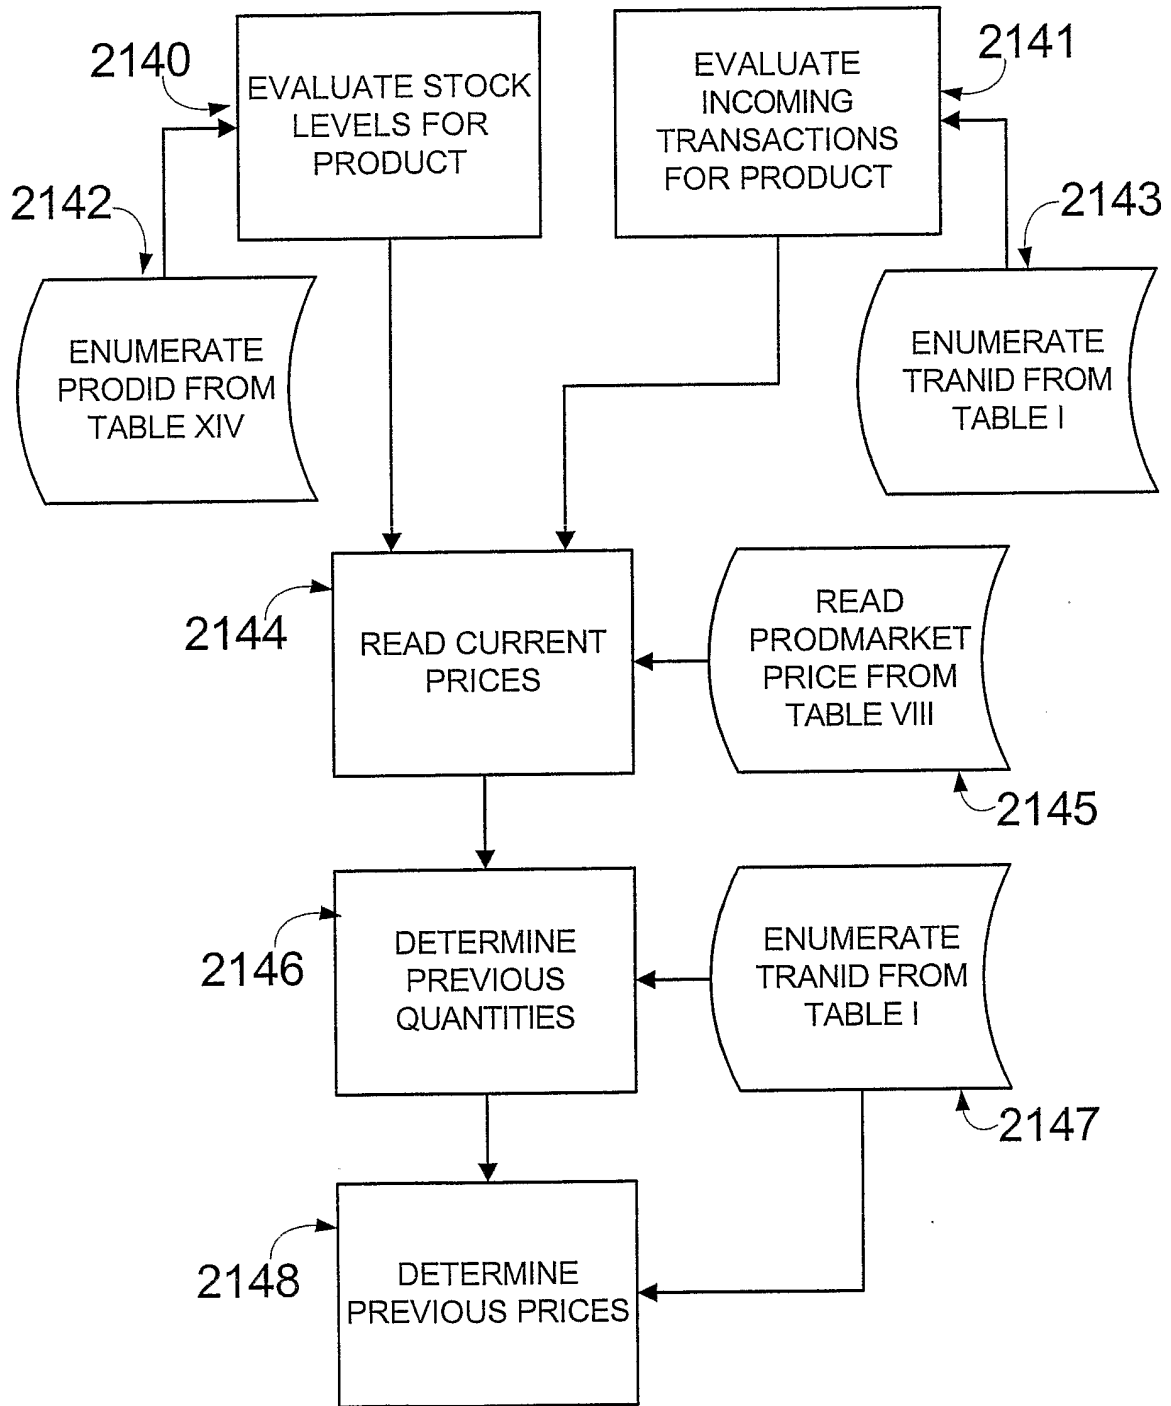 2140
EVALUATE STOCK
LEVELS FOR
PRODUCT
EVALUATE
INCOMING
TRANSACTIONS
FOR PRODUCT
2141
2142
2143
ENUMERATE
PRODID FROM
TABLE XIV
ENUMERATE
TRANID FROM
TABLE I
2144
READ CURRENT
PRICES
READ
PRODMARKET
PRICE FROM
TABLE VIII
2145
2146
DETERMINE
PREVIOUS
QUANTITIES
ENUMERATE
TRANID FROM
TABLE I
2147
2148
DETERMINE
PREVIOUS PRICES